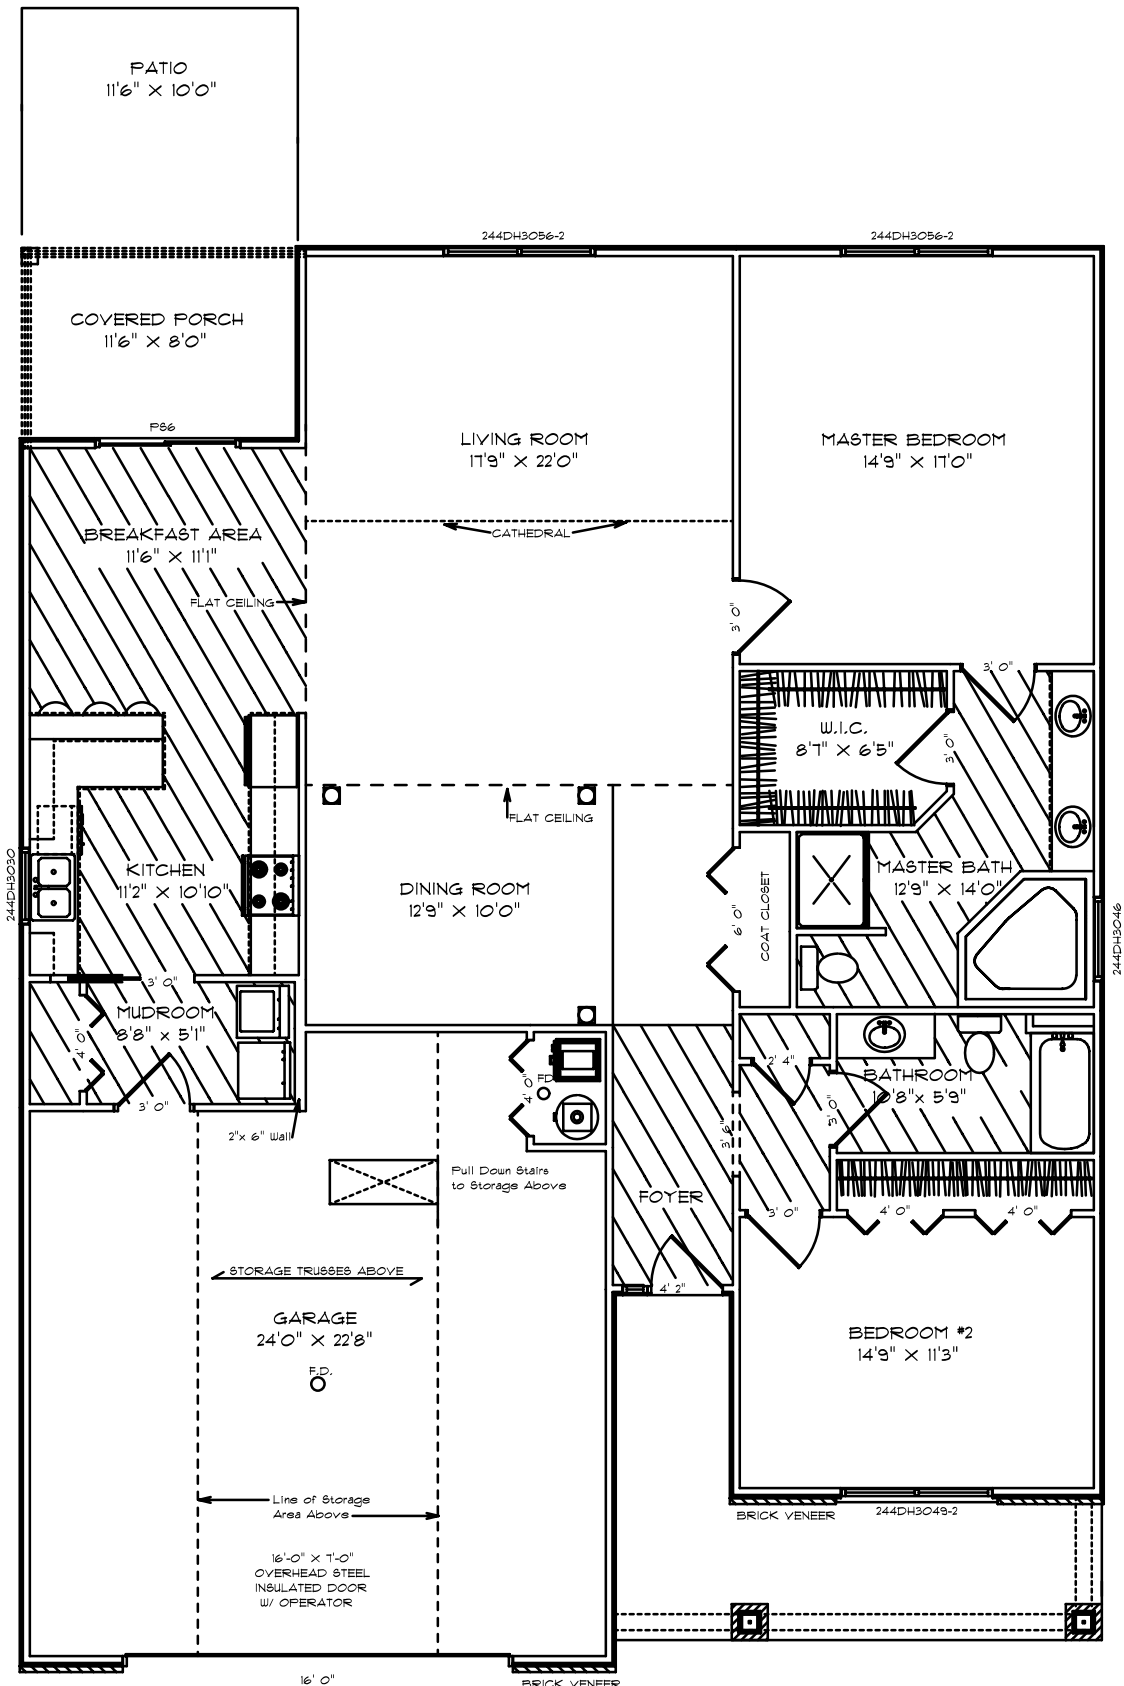 PATIO
11'6" X 10'0"
244DH3056-2
244DH3056-2
COVERED PORCH
11'6" X 8'0"
PS6
LIVING ROOM
17'9" X 22'0"
MASTER BEDROOM
14'9" X 17'0"
BREAKFAST AREA
11'6" X 11'1"
CATHEDRAL
FLAT CEILING
3' 0"
3' 0"
W.I.C.
8'7" X 6'5"
3' 0"
FLAT CEILING
244DH3030
KITCHEN
11'2" X 10'10"
DINING ROOM
12'9" X 10'0"
6' 0"
COAT CLOSET
MASTER BATH
12'9" X 14'0"
244DH3046
3' 0"
MUDROOM
8'8" X 5'1"
4' 0"
3' 0"
2"x 6" Wall
4' 0"
F.D.
2' 4"
BATHROOM
10'8"x 5'9"
3' 0"
3' 6"
Pull Down Stairs
to Storage Above
FOYER
3' 0"
4' 0"
4' 0"
STORAGE TRUSSES ABOVE
4' 2"
GARAGE
24'0" X 22'8"
F.D.
BEDROOM #2
14'9" X 11'3"
Line of Storage
Area Above
BRICK VENEER
244DH3049-2
16'-0" X 7'-0"
OVERHEAD STEEL
INSULATED DOOR
W/ OPERATOR
16' 0"
BRICK VENEER